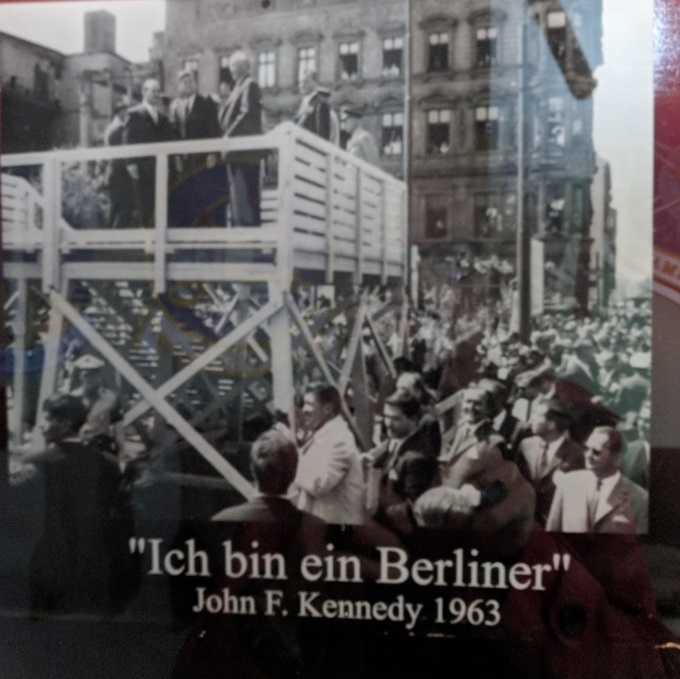 "Ich bin ein Berliner"
John F. Kennedy 1963